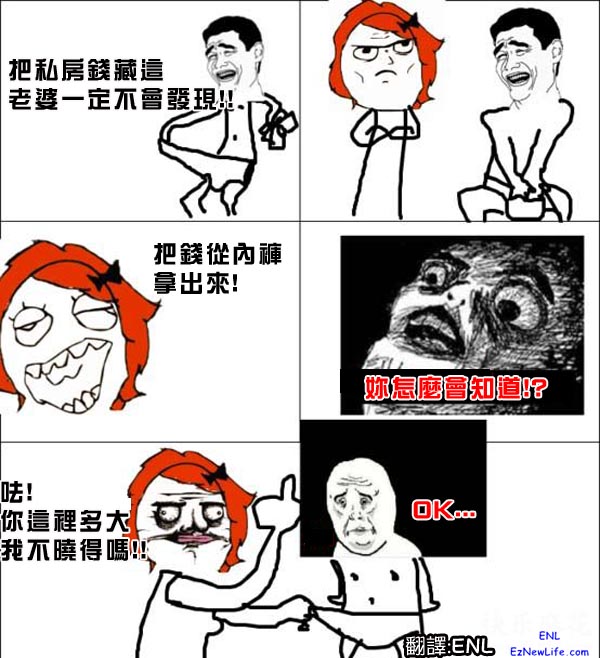 把私房錢藏這
老婆一定不會發現!!
把錢從內褲
拿出來!
妳怎麼會知道!?
呿!
你這裡多大
我不曉得嗎!!
OK...
翻譯:ENL
ENL
EzNewLife.com